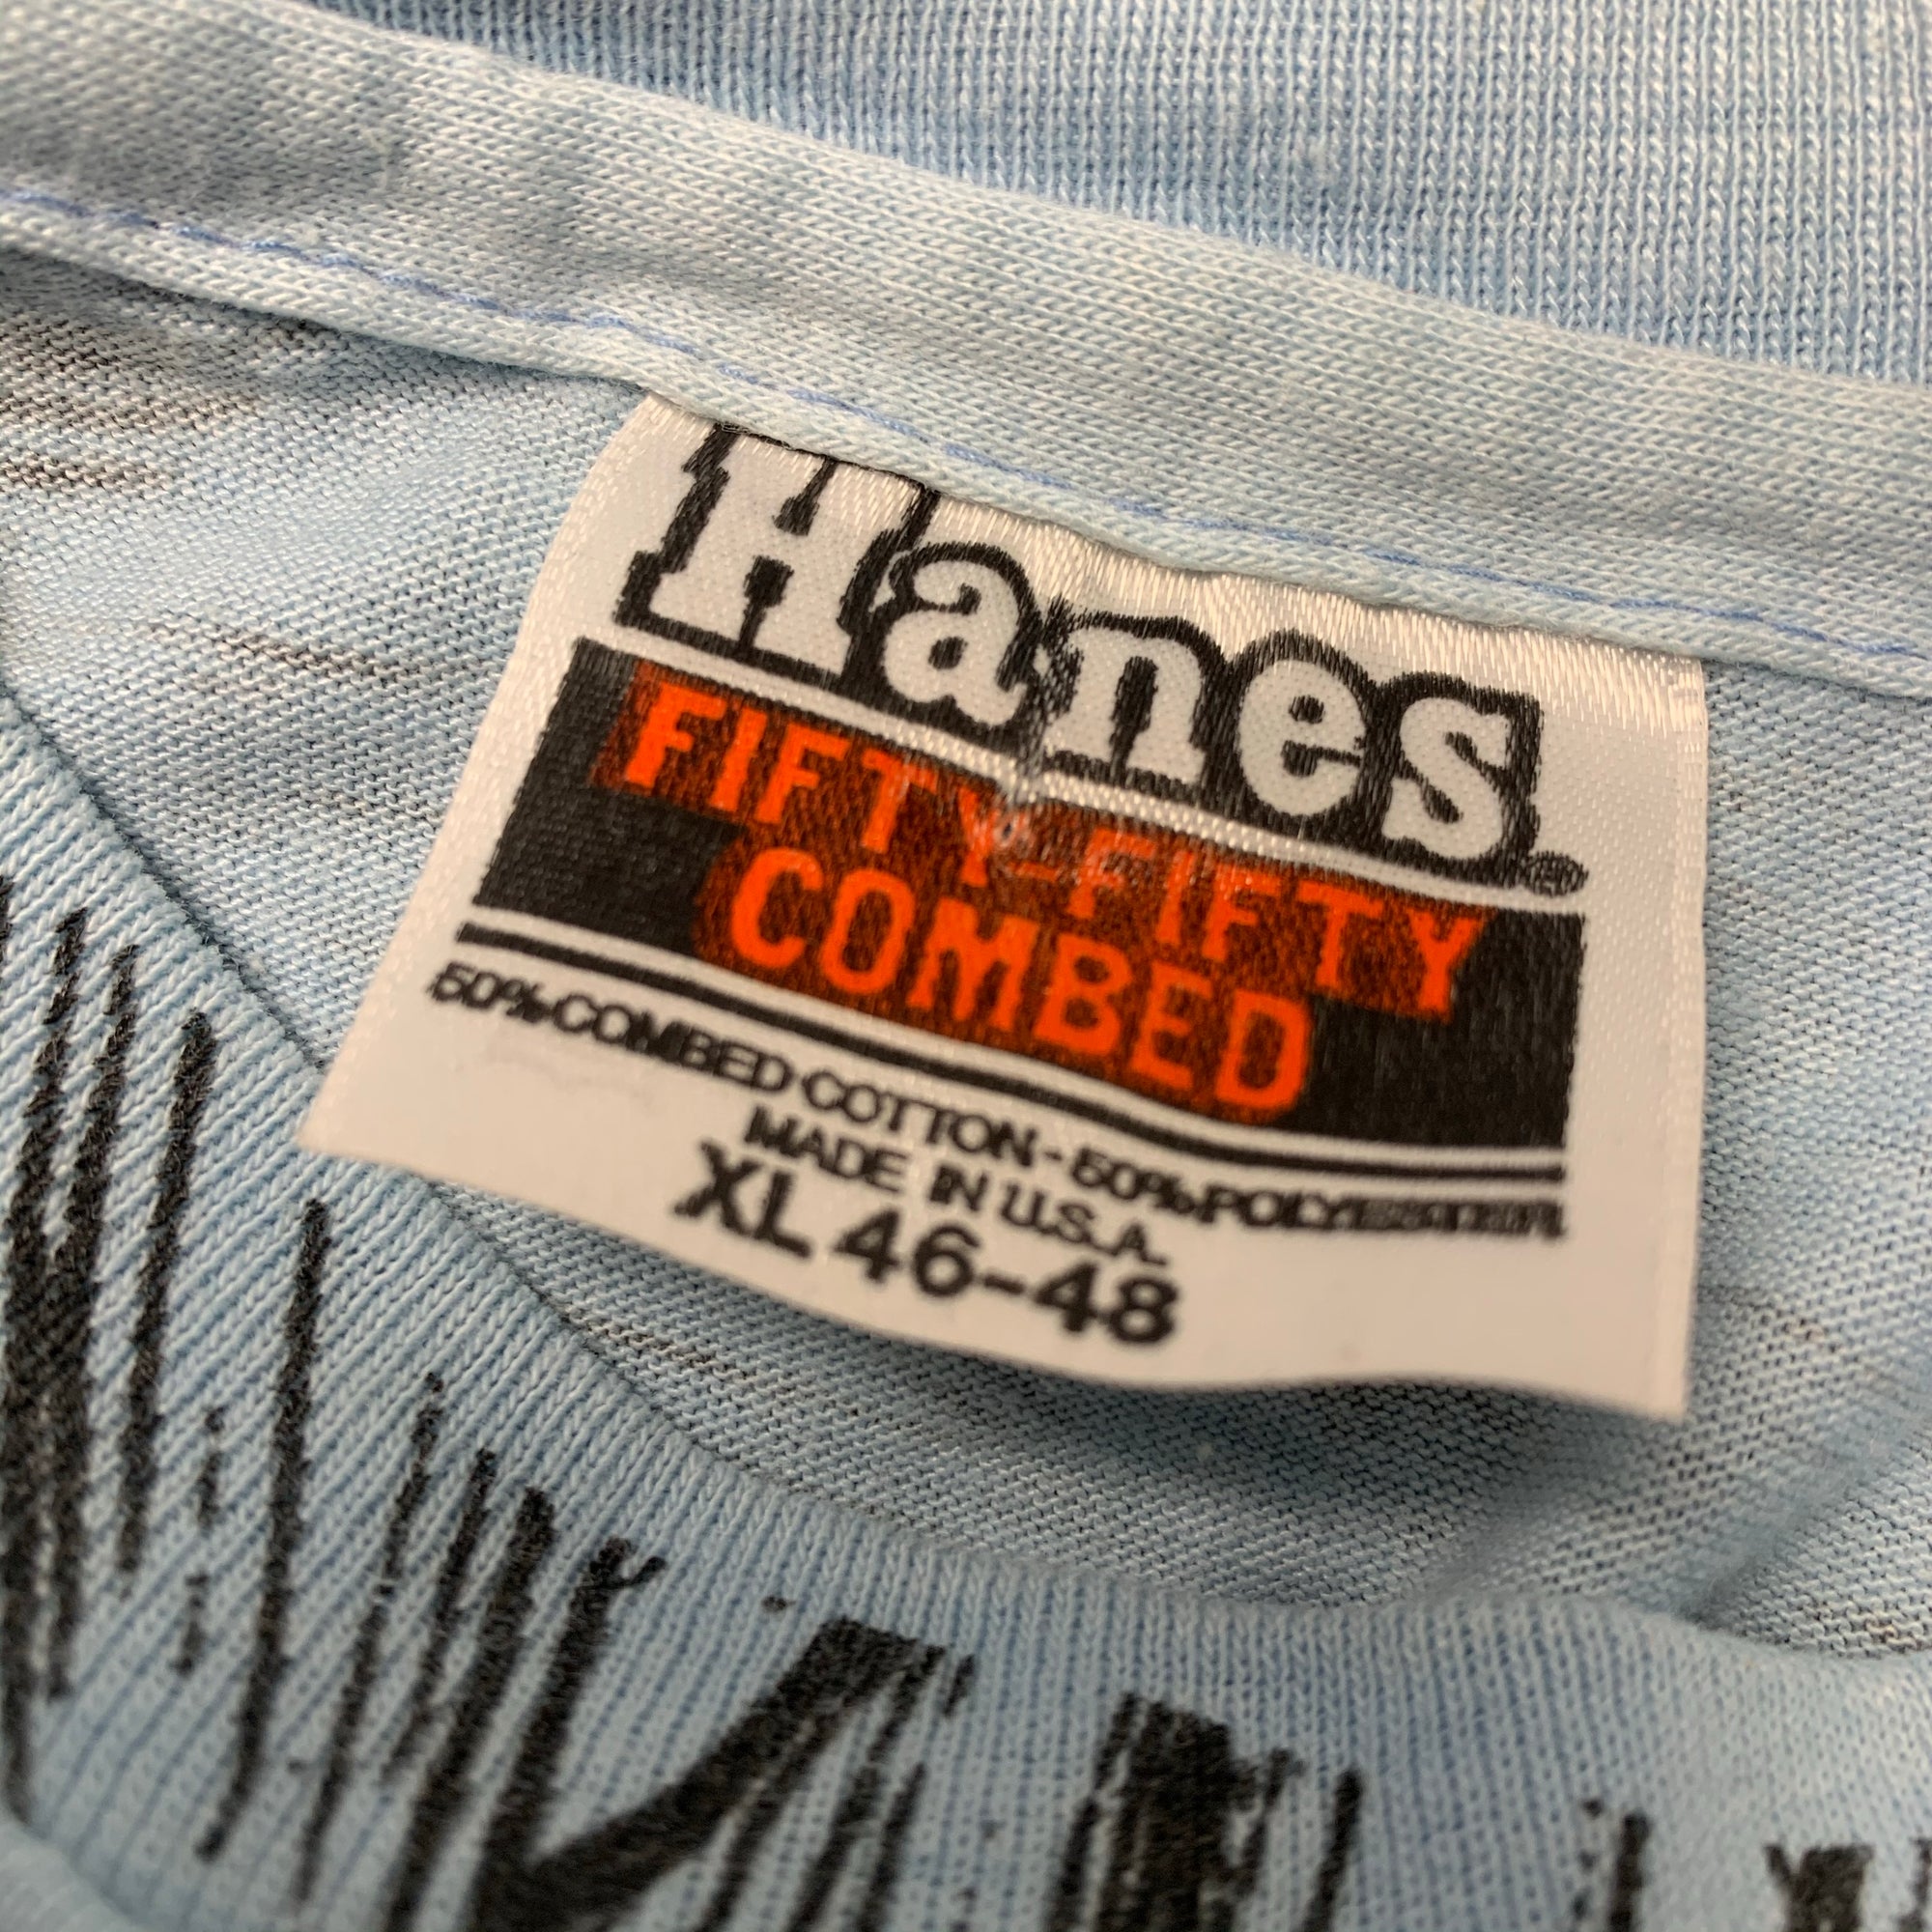 Hanes®
FIFTY-FIFTY
COMBED
50% COMBED COTTON - 50% POLYESTER
MADE IN U.S.A.
XL 46-48